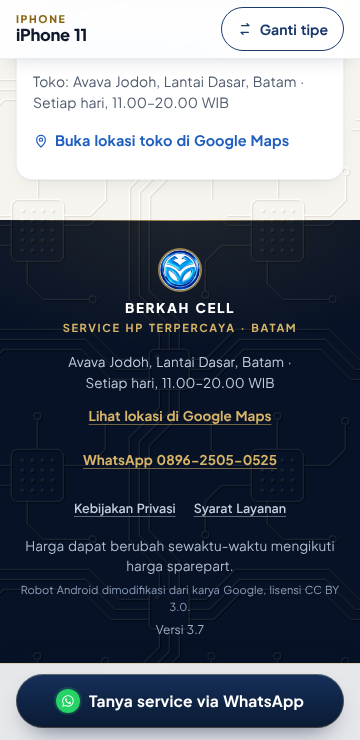 IPHONE
iPhone 11
Ganti tipe
Toko: Avava Jodoh, Lantai Dasar, Batam ·
Setiap hari, 11.00–20.00 WIB
Buka lokasi toko di Google Maps
BERKAH CELL
SERVICE HP TERPERCAYA · BATAM
Avava Jodoh, Lantai Dasar, Batam ·
Setiap hari, 11.00–20.00 WIB
Lihat lokasi di Google Maps
WhatsApp 0896-2505-0525
Kebijakan Privasi Syarat Layanan
Harga dapat berubah sewaktu-waktu mengikuti
harga sparepart.
Robot Android dimodifikasi dari karya Google, lisensi CC BY
3.0.
Versi 3.7
Tanya service via WhatsApp